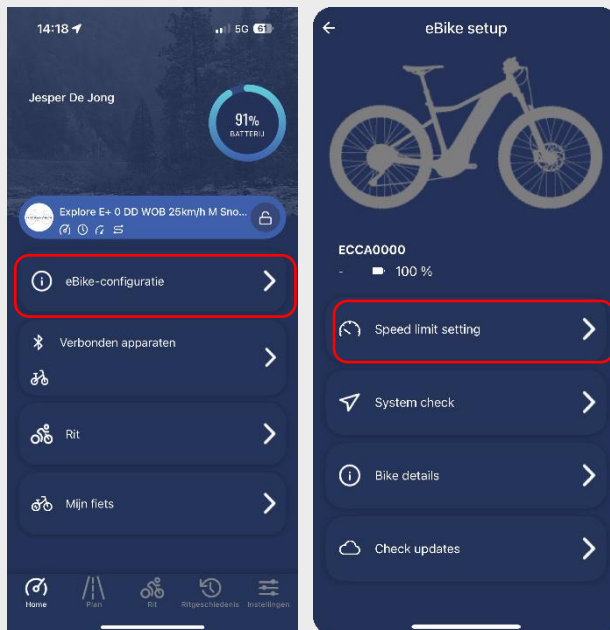 14:18
5G 61
Jesper De Jong
91%
BATTERIJ
Explore E+ 0 DD WOB 25km/h M Sno...
eBike-configuratie
Verbonden apparaten
Rit
Mijn fiets
Home Plan Rit Ritgeschiedenis Instellingen
eBike setup
ECCA0000
- 100 %
Speed limit setting
System check
Bike details
Check updates